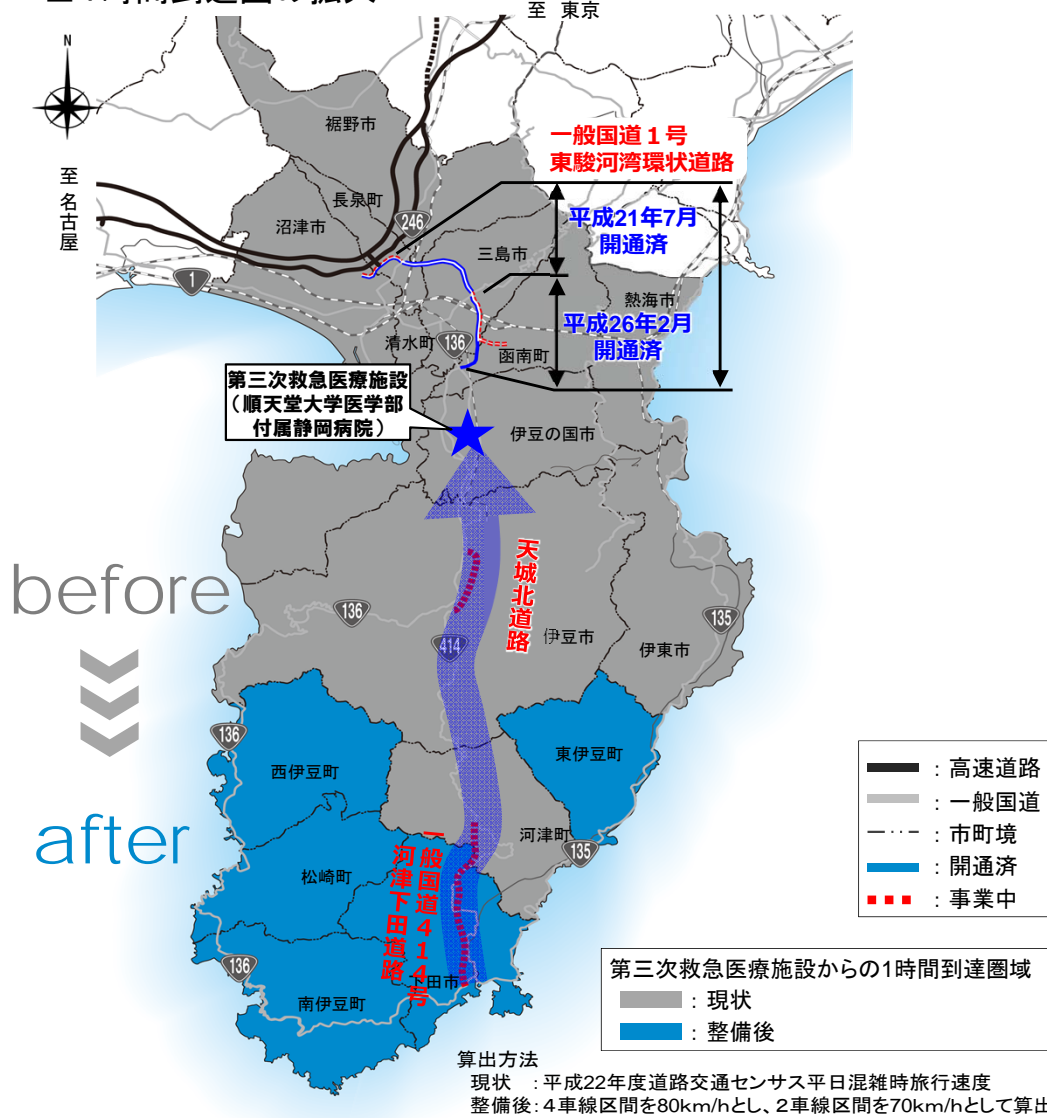 至 東京
N
裾野市
一般国道１号
東駿河湾環状道路
至 名古屋
長泉町
246
平成21年7月
開通済
沼津市
三島市
1
熱海市
平成26年2月
開通済
清水町
136
函南町
第三次救急医療施設
（順天堂大学医学部
付属静岡病院）
伊豆の国市
天城北道路
before
136
135
414
伊豆市
伊東市
136
東伊豆町
西伊豆町
：高速道路
：一般国道
：市町境
：開通済
：事業中
after
河津町
135
一般国道414号
河津下田道路
松崎町
136
下田市
南伊豆町
第三次救急医療施設からの1時間到達圏域
：現状
：整備後
算出方法
現状　：平成22年度道路交通センサス平日混雑時旅行速度
整備後：４車線区間を80km/hとし、２車線区間を70km/hとして算出